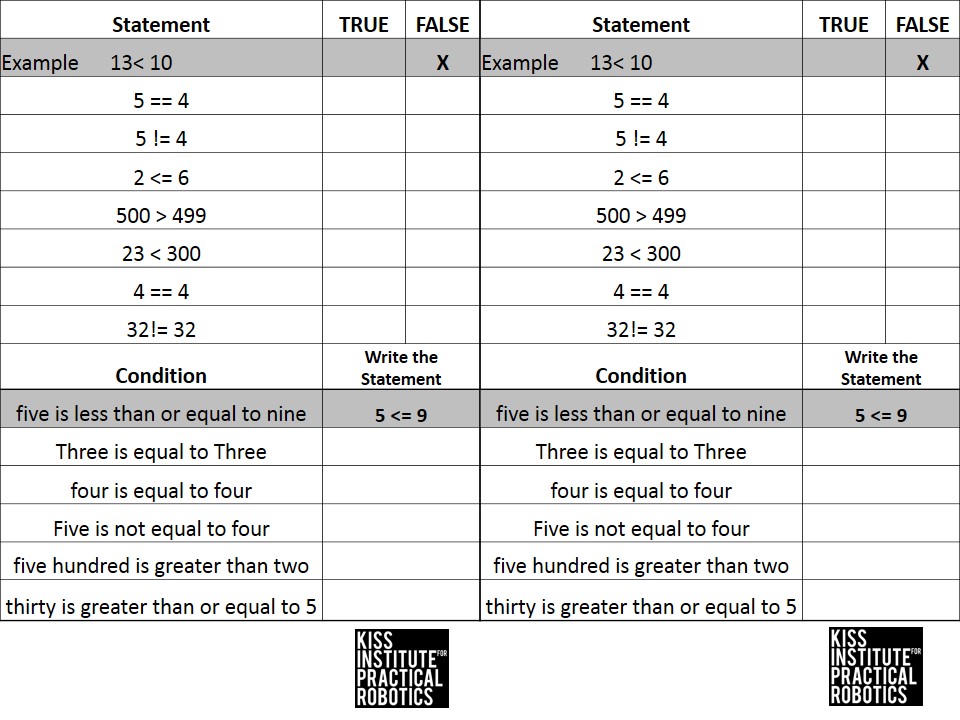 Statement TRUE FALSE Statement TRUE FALSE
Example 13< 10 X Example 13< 10 X
5 == 4 5 == 4
5 != 4 5 != 4
2 <= 6 2 <= 6
500 > 499 500 > 499
23 < 300 23 < 300
4 == 4 4 == 4
32!= 32 32!= 32
Condition Write the Statement Condition Write the Statement
five is less than or equal to nine 5 <= 9 five is less than or equal to nine 5 <= 9
Three is equal to Three Three is equal to Three
four is equal to four four is equal to four
Five is not equal to four Five is not equal to four
five hundred is greater than two five hundred is greater than two
thirty is greater than or equal to 5 thirty is greater than or equal to 5
KISS KISS
INSTITUTE FOR INSTITUTE FOR
PRACTICAL PRACTICAL
ROBOTICS ROBOTICS